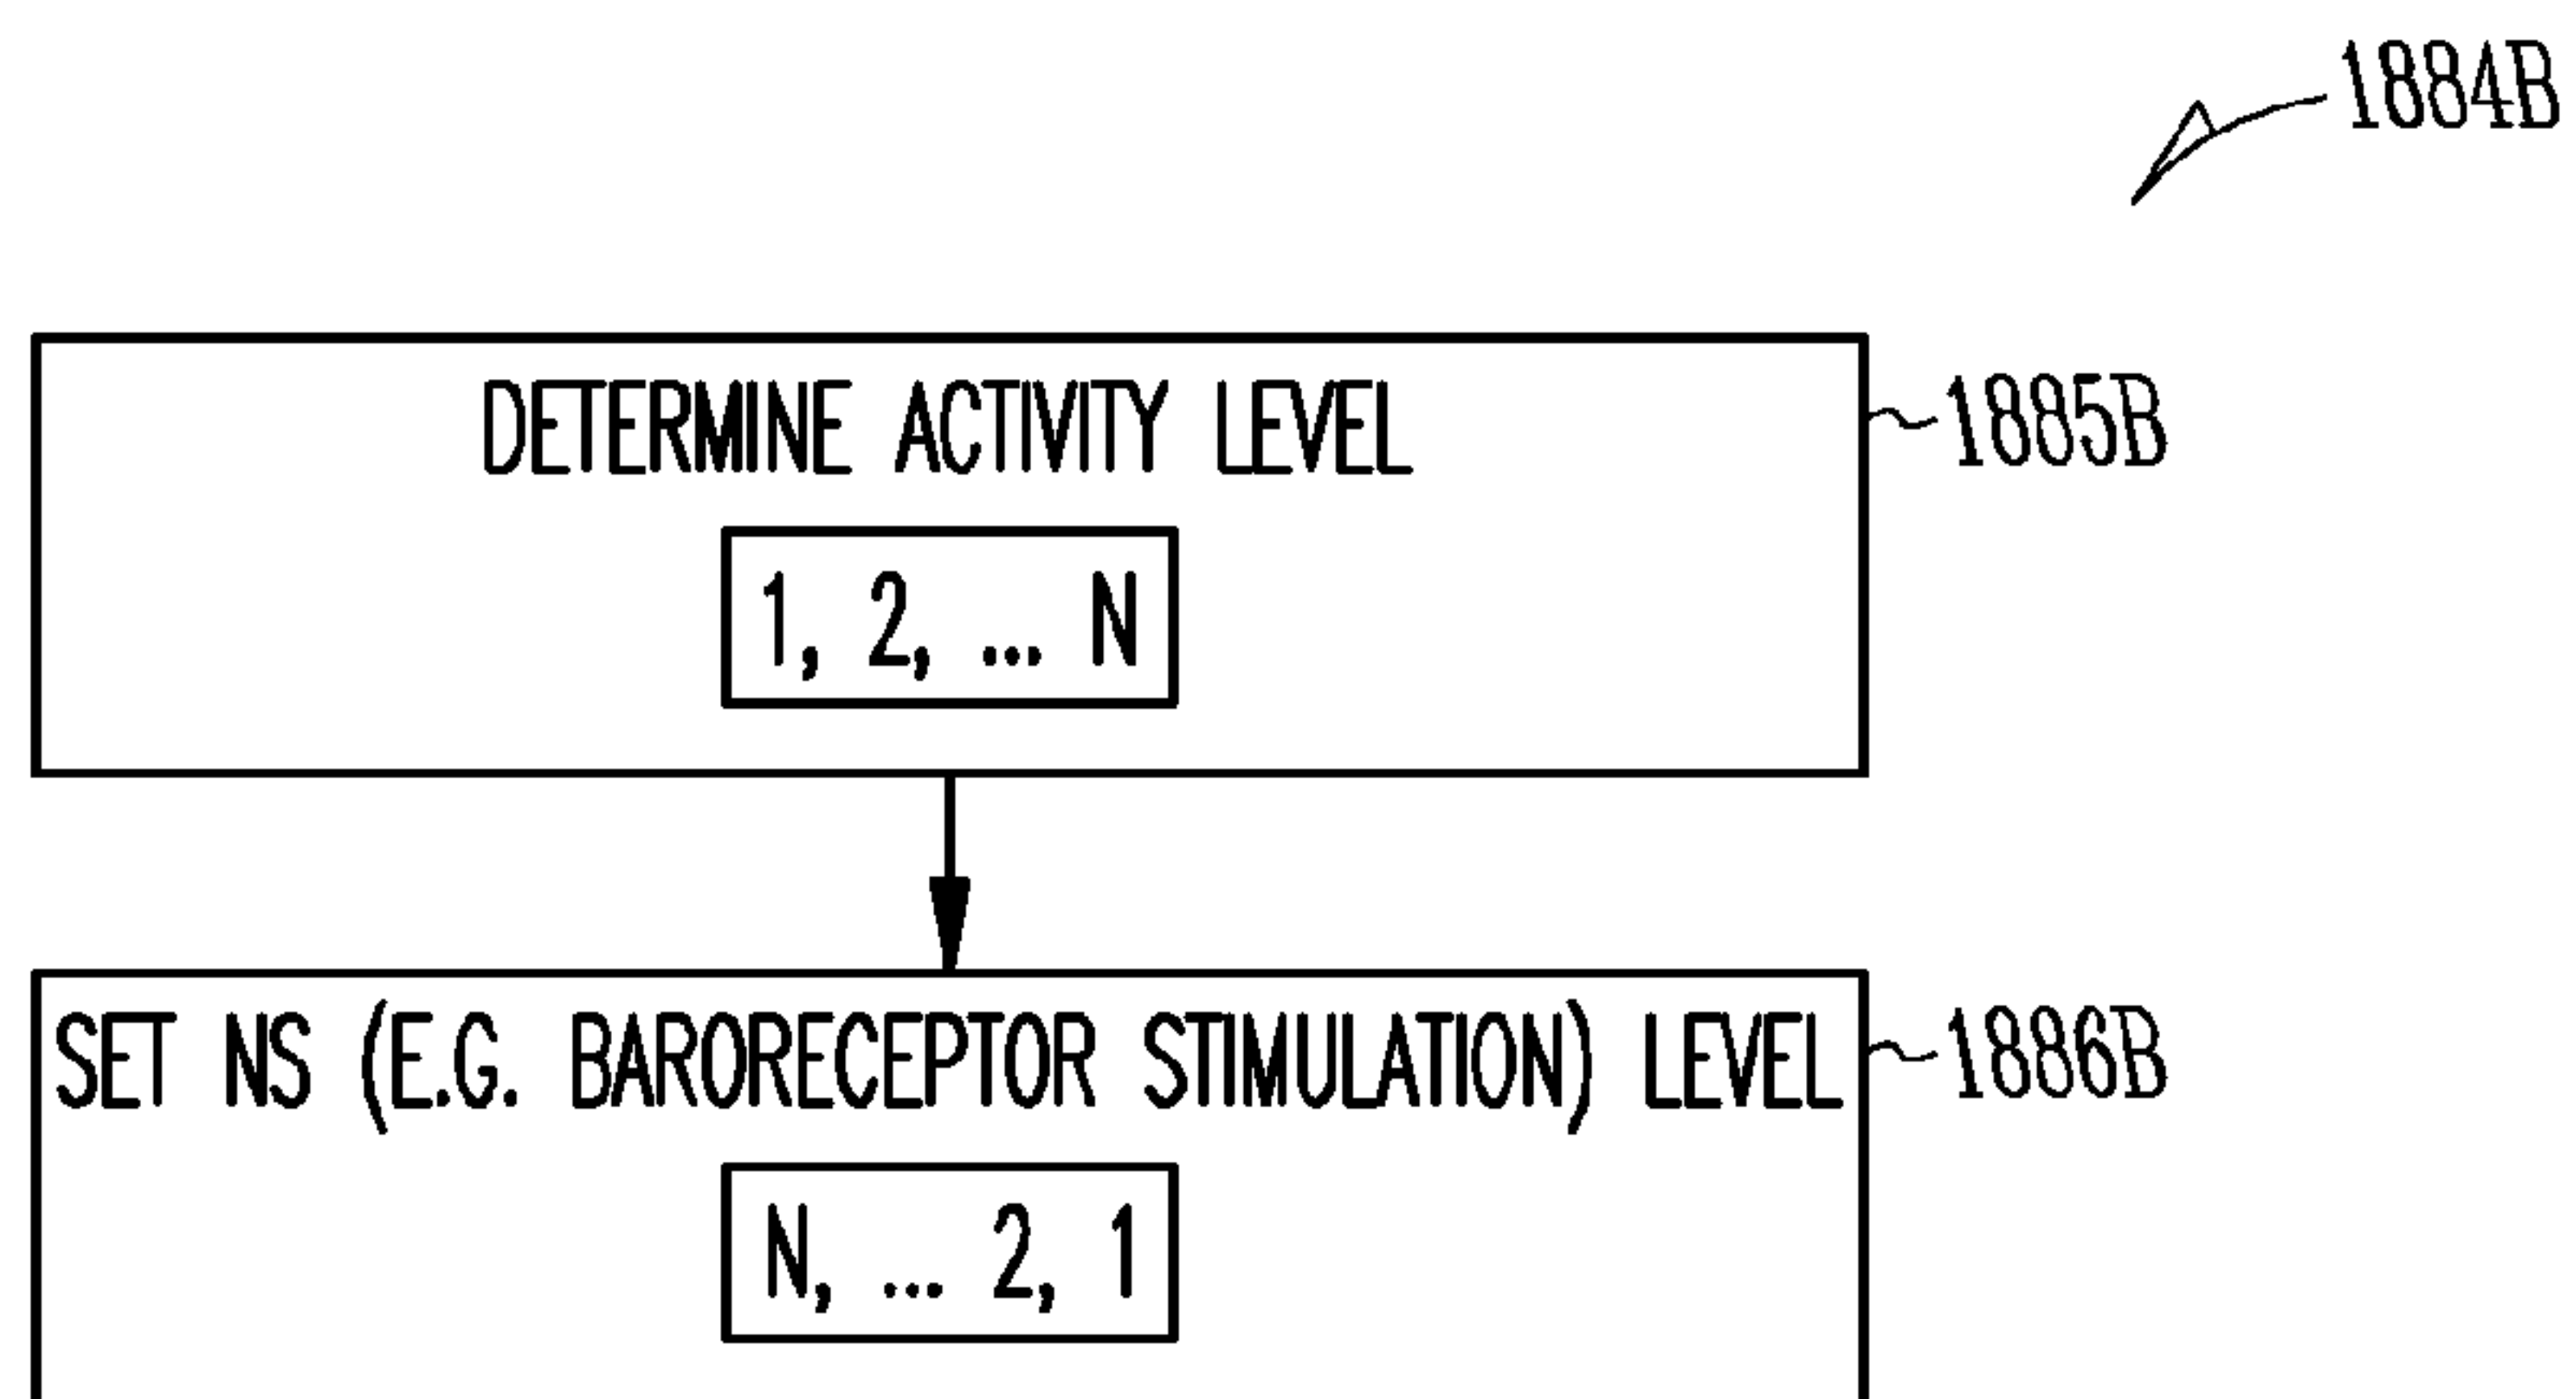 1884B
DETERMINE ACTIVITY LEVEL
1885B
1, 2, ... N
SET NS (E.G. BARORECEPTOR STIMULATION) LEVEL
1886B
N, ... 2, 1